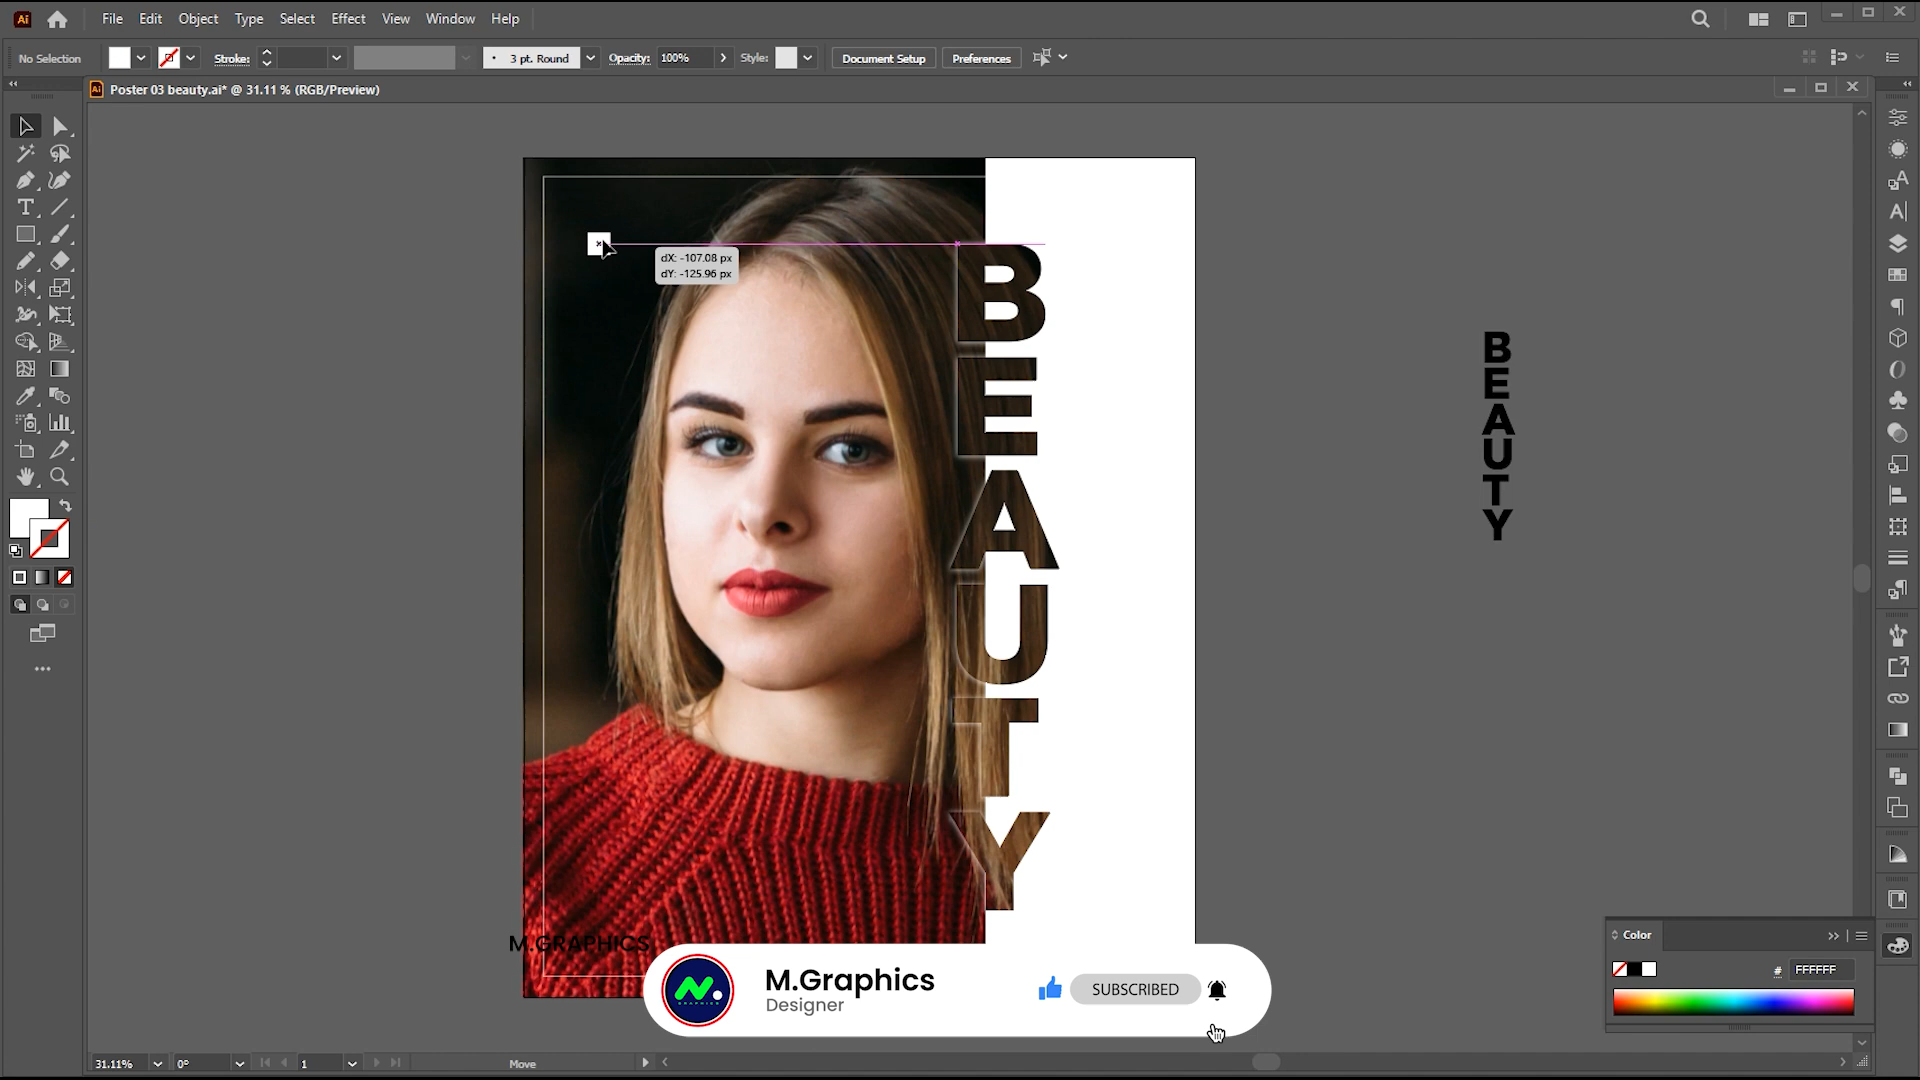 Ai File Edit Object Type Select Effect View Window Help
No Selection Stroke: 3 pt. Round Opacity: 100% Style: Document Setup Preferences
Ai Poster 03 beauty.ai* @ 31.11 % (RGB/Preview)
dX: -107.08 px
dY: -125.96 px
B
E
A
U
T
Y
B
E
A
U
T
Y
M.GRAPHICS
M.Graphics
Designer
SUBSCRIBED
Color
# FFFFFF
31.11% 0° 1 Move